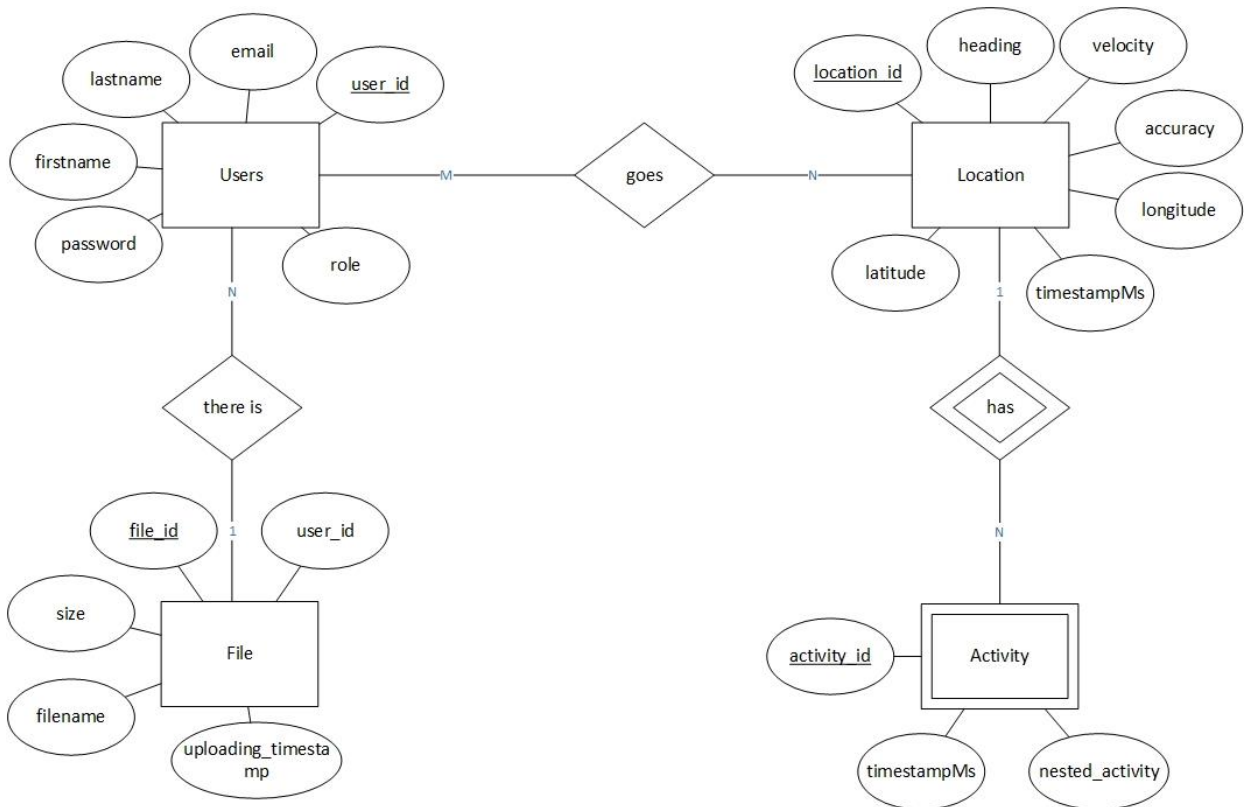 email
heading
velocity
lastname
user_id
location_id
accuracy
firstname
Users
M
goes
N
Location
longitude
password
role
latitude
timestampMs
N
1
there is
has
file_id
user_id
1
N
size
File
activity_id
Activity
filename
uploading_timesta
mp
timestampMs
nested_activity